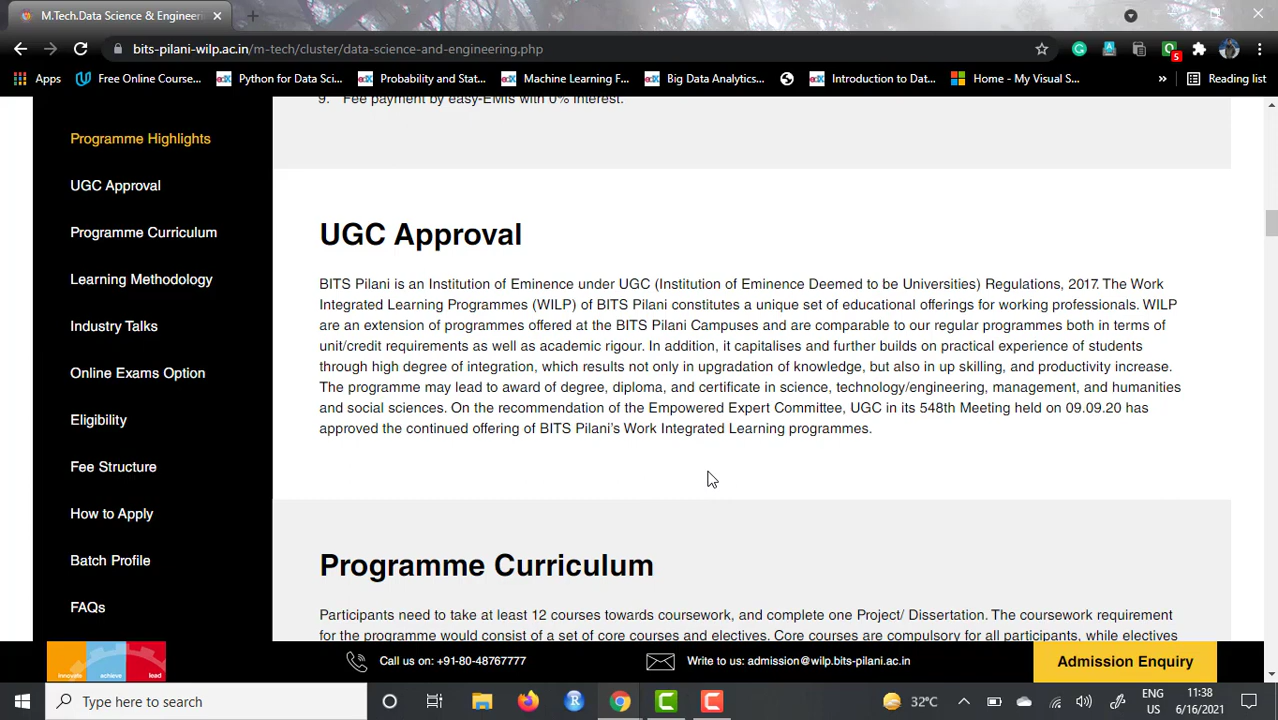 M.Tech.Data Science & Engineeri
bits-pilani-wilp.ac.in/m-tech/cluster/data-science-and-engineering.php
5
Apps
Free Online Course...
edX
Python for Data Sci...
edX
Probability and Stat...
edX
Machine Learning F...
edX
Big Data Analytics...
edX
Introduction to Dat...
Home - My Visual S...
»
Reading list
Programme Highlights
UGC Approval
Programme Curriculum
Learning Methodology
Industry Talks
Online Exams Option
Eligibility
Fee Structure
How to Apply
Batch Profile
FAQs
9. Fee payment by easy-EMIs with 0% interest.
UGC Approval
BITS Pilani is an Institution of Eminence under UGC (Institution of Eminence Deemed to be Universities) Regulations, 2017. The Work
Integrated Learning Programmes (WILP) of BITS Pilani constitutes a unique set of educational offerings for working professionals. WILP
are an extension of programmes offered at the BITS Pilani Campuses and are comparable to our regular programmes both in terms of
unit/credit requirements as well as academic rigour. In addition, it capitalises and further builds on practical experience of students
through high degree of integration, which results not only in upgradation of knowledge, but also in up skilling, and productivity increase.
The programme may lead to award of degree, diploma, and certificate in science, technology/engineering, management, and humanities
and social sciences. On the recommendation of the Empowered Expert Committee, UGC in its 548th Meeting held on 09.09.20 has
approved the continued offering of BITS Pilani's Work Integrated Learning programmes.
Programme Curriculum
Participants need to take at least 12 courses towards coursework, and complete one Project/ Dissertation. The coursework requirement
for the programme would consist of a set of core courses and electives. Core courses are compulsory for all participants, while electives
innovate achieve lead
Call us on: +91-80-48767777
Write to us: admission@wilp.bits-pilani.ac.in
Admission Enquiry
Type here to search
R
C
C
32°C
ENG
US
11:38
6/16/2021